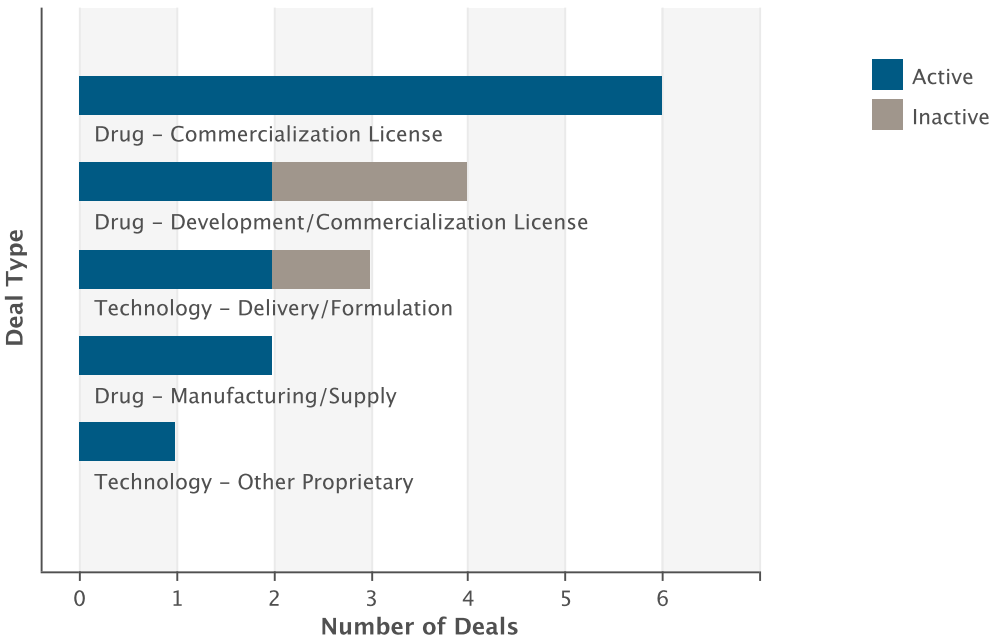 Active
Inactive
Drug – Commercialization License
Drug – Development/Commercialization License
Technology – Delivery/Formulation
Drug – Manufacturing/Supply
Technology – Other Proprietary
Deal Type
0 1 2 3 4 5 6
Number of Deals